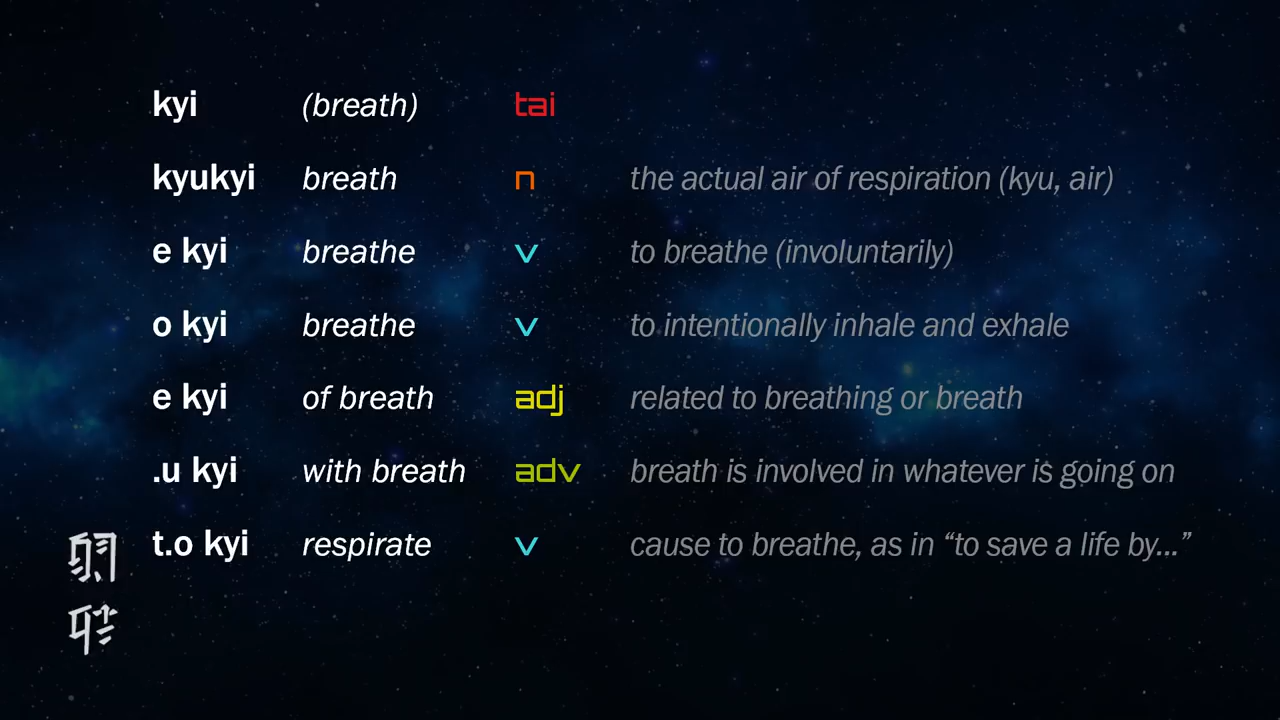 kyi (breath) tai
kyukyi breath n the actual air of respiration (kyu, air)
e kyi breathe v to breathe (involuntarily)
o kyi breathe v to intentionally inhale and exhale
e kyi of breath adj related to breathing or breath
.u kyi with breath adv breath is involved in whatever is going on
t.o kyi respirate v cause to breathe, as in “to save a life by...”